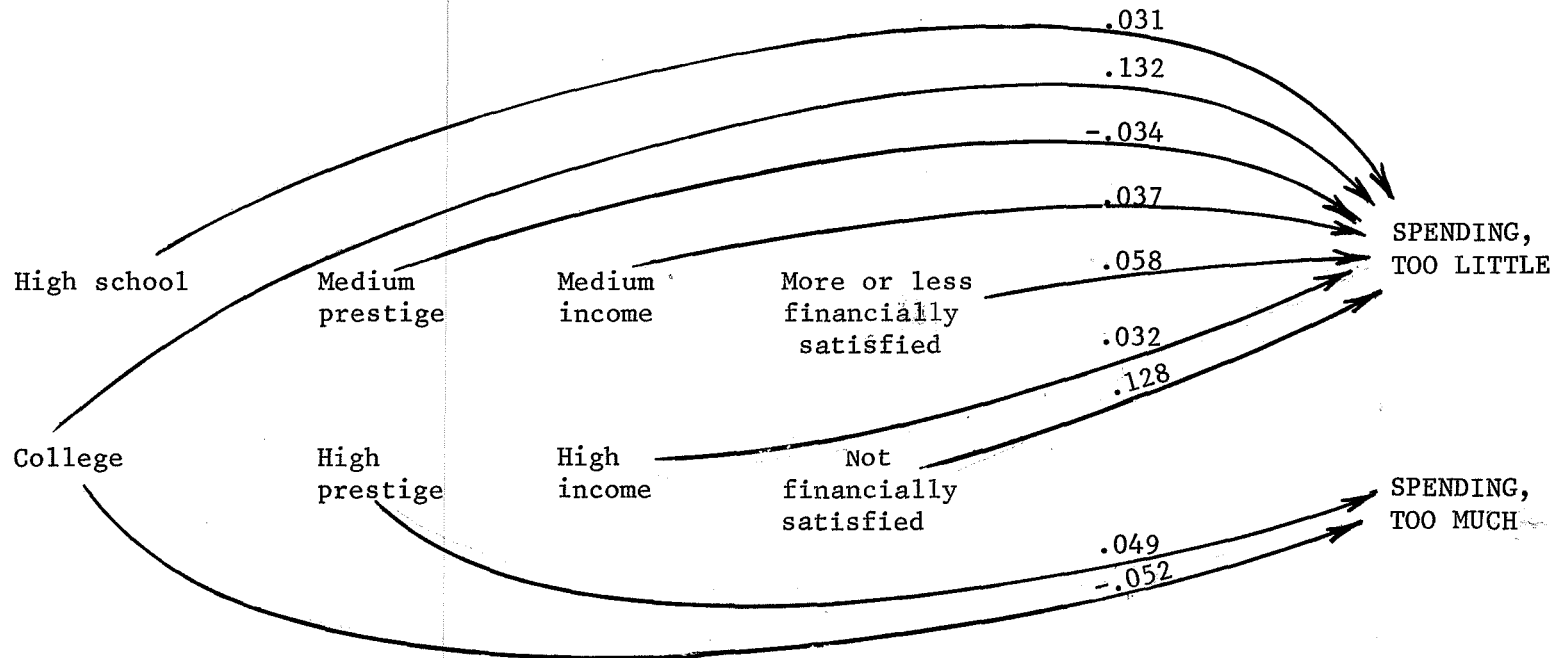 .031
.132
-.034
.037
SPENDING,
TOO LITTLE
.058
High school
Medium
prestige
Medium
income
More or less
financially
satisfied
.032
.128
College
High
prestige
High
income
Not
financially
satisfied
SPENDING,
TOO MUCH
.049
-.052